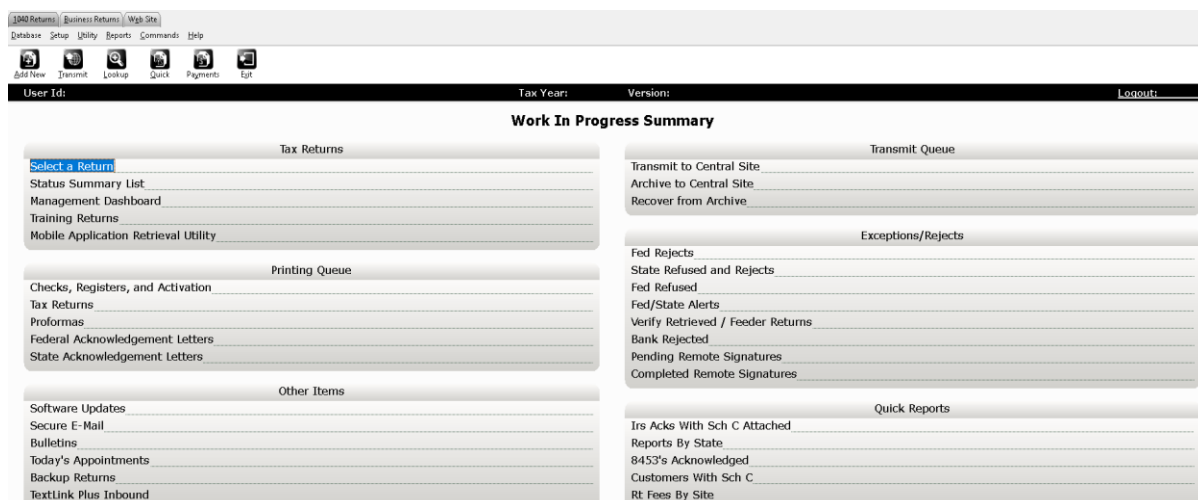 1040 Returns Business Returns Web Site
Database Setup Utility Reports Commands Help
Add New Transmit Lookup Quick Payments Exit
User Id: Tax Year: Version: Logout:
Work In Progress Summary
Tax Returns
Select a Return
Status Summary List
Management Dashboard
Training Returns
Mobile Application Retrieval Utility
Printing Queue
Checks, Registers, and Activation
Tax Returns
Proformas
Federal Acknowledgement Letters
State Acknowledgement Letters
Other Items
Software Updates
Secure E-Mail
Bulletins
Today's Appointments
Backup Returns
TextLink Plus Inbound
Transmit Queue
Transmit to Central Site
Archive to Central Site
Recover from Archive
Exceptions/Rejects
Fed Rejects
State Refused and Rejects
Fed Refused
Fed/State Alerts
Verify Retrieved / Feeder Returns
Bank Rejected
Pending Remote Signatures
Completed Remote Signatures
Quick Reports
Irs Acks With Sch C Attached
Reports By State
8453's Acknowledged
Customers With Sch C
Rt Fees By Site